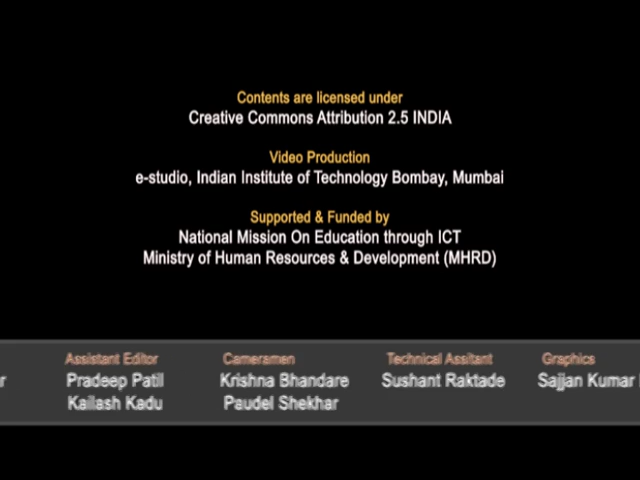 Contents are licensed under
Creative Commons Attribution 2.5 INDIA
Video Production
e-studio, Indian Institute of Technology Bombay, Mumbai
Supported & Funded by
National Mission On Education through ICT
Ministry of Human Resources & Development (MHRD)
Assistant Editor Cameramen Technical Assitant Graphics
r Pradeep Patil Krishna Bhandare Sushant Raktade Sajjan Kumar
Kailash Kadu Paudel Shekhar